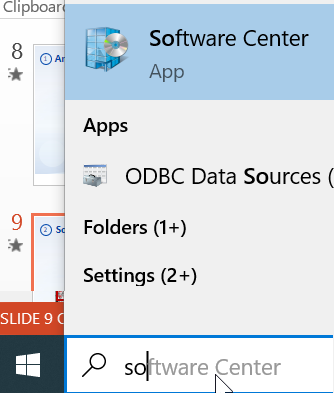 Clipboard
Software Center
App
8
Apps
ODBC Data Sources (
9
Folders (1+)
Settings (2+)
SLIDE 9 O
software Center